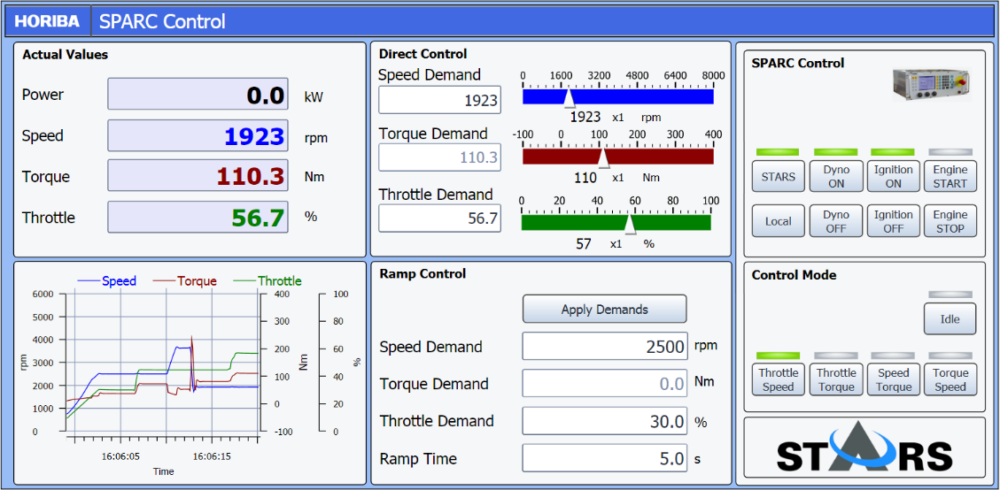 HORIBA SPARC Control
Actual Values
Power 0.0 kW
Speed 1923 rpm
Torque 110.3 Nm
Throttle 56.7 %
Direct Control
Speed Demand
1923
0 1600 3200 4800 6400 8000
1923 x1 rpm
Torque Demand
110.3
-100 0 100 200 300 400
110 x1 Nm
Throttle Demand
56.7
0 20 40 60 80 100
57 x1 %
SPARC Control
STARS
Dyno
ON
Ignition
ON
Engine
START
Local
Dyno
OFF
Ignition
OFF
Engine
STOP
Speed Torque Throttle
6000 400 100
5000 300 80
4000 200 60
3000
2000 100 40
1000 0 20
0 -100 0
rpm
Nm
%
16:06:05 16:06:15
Time
Ramp Control
Apply Demands
Speed Demand 2500 rpm
Torque Demand 0.0 Nm
Throttle Demand 30.0 %
Ramp Time 5.0 s
Control Mode
Idle
Throttle
Speed
Throttle
Torque
Speed
Torque
Torque
Speed
STARS